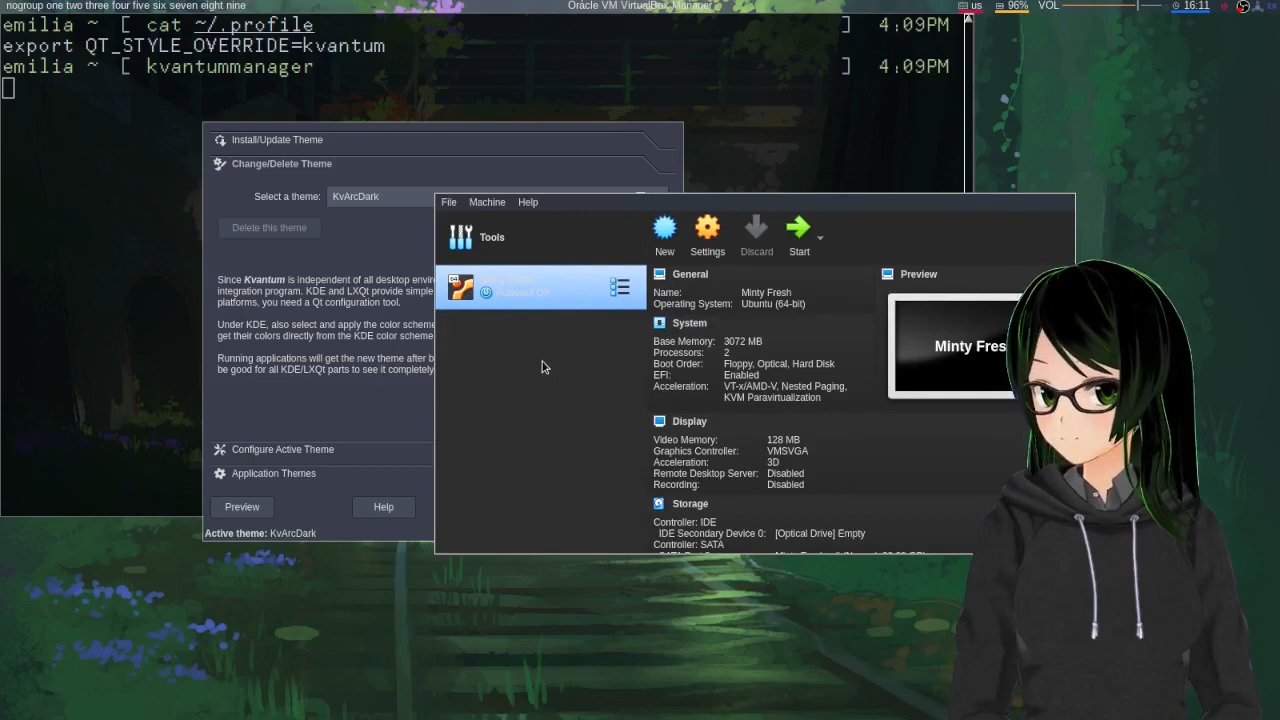 nogroup one two three four five six seven eight nine
Oracle VM VirtualBox Manager
us 96% VOL 16:11
emilia ~ [ cat ~/.profile ] 4:09PM
export QT_STYLE_OVERRIDE=kvantum
emilia ~ [ kvantummanager ] 4:09PM
Install/Update Theme
Change/Delete Theme
Select a theme: KvArcDark
Delete this theme
Since Kvantum is independent of all desktop
integration program. KDE and LXQt provide simple
platforms, you need a Qt configuration tool.
Under KDE, also select and apply the color scheme
get their colors directly from the KDE color scheme
Running applications will get the new theme after
be good for all KDE/LXQt parts to see it completely
Configure Active Theme
Application Themes
Preview
Help
Active theme: KvArcDark
File Machine Help
Tools
New
Settings
Discard
Start
Powered Off
General
Name: Minty Fresh
Operating System: Ubuntu (64-bit)
System
Base Memory: 3072 MB
Processors: 2
Boot Order: Floppy, Optical, Hard Disk
EFI: Enabled
Acceleration: VT-x/AMD-V, Nested Paging,
KVM Paravirtualization
Display
Video Memory: 128 MB
Graphics Controller: VMSVGA
Acceleration: 3D
Remote Desktop Server: Disabled
Recording: Disabled
Storage
Controller: IDE
IDE Secondary Device 0: [Optical Drive] Empty
Controller: SATA
Preview
Minty Fres